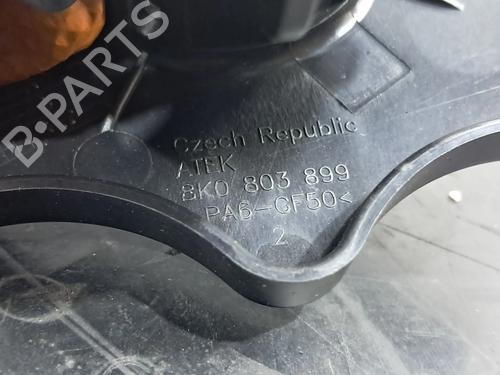 B-PARTS
Czech Republic
ATEK
8K0 803 899
>PA6-GF50<
2